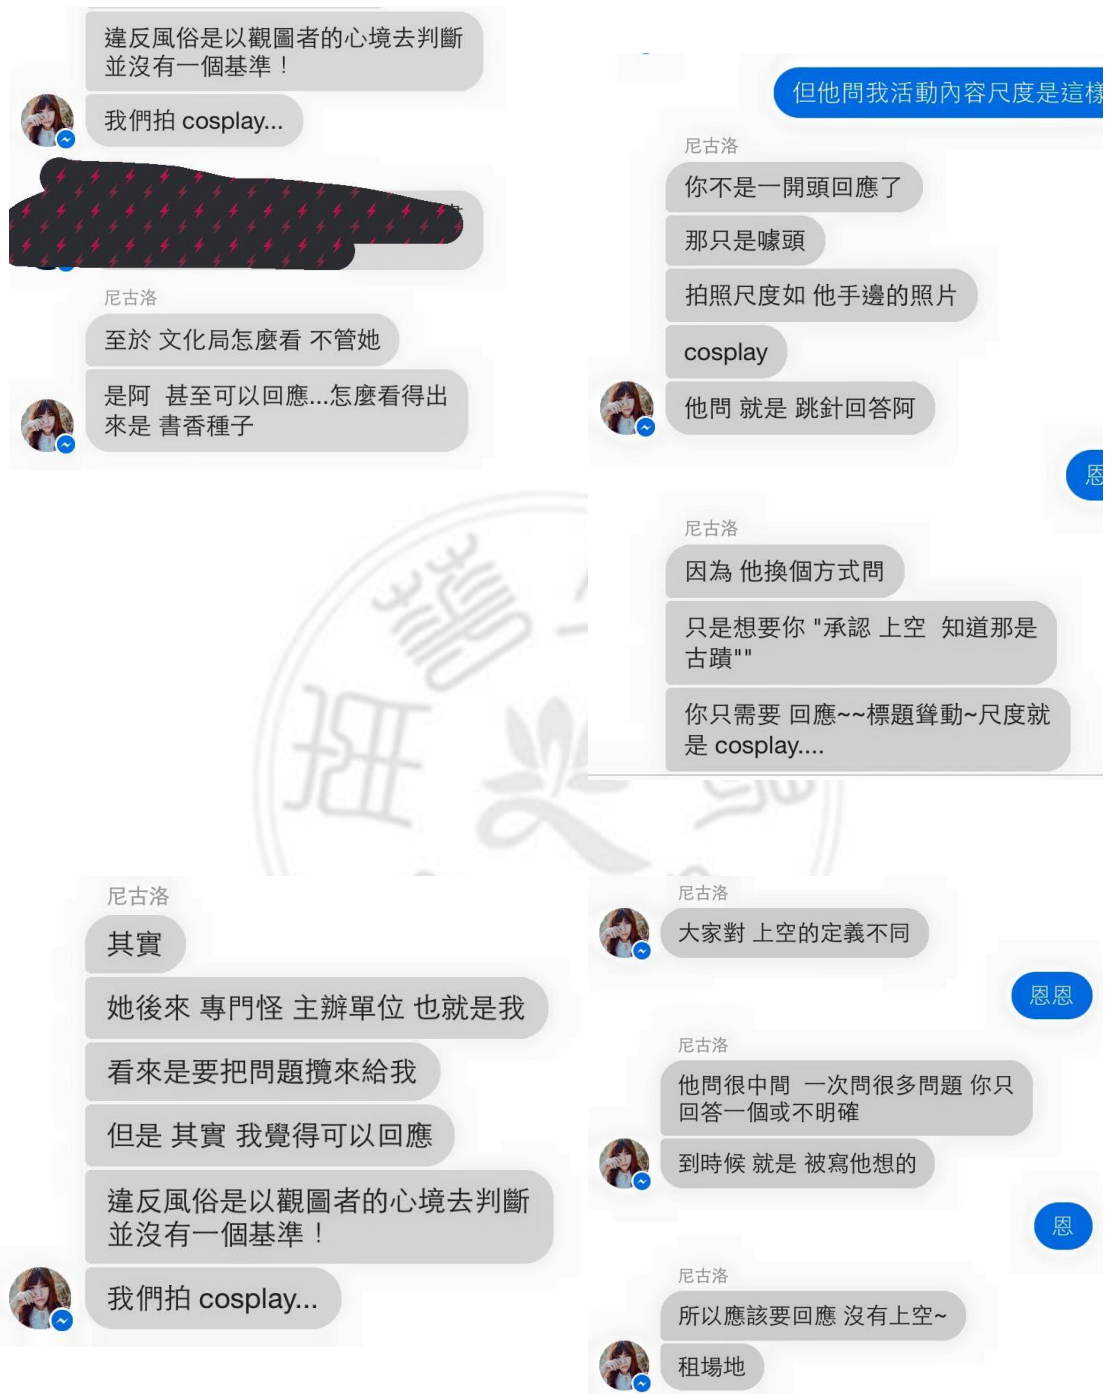 違反風俗是以觀圖者的心境去判斷
並沒有一個基準！
我們拍 cosplay...
尼古洛
至於 文化局怎麼看 不管她
是阿  甚至可以回應...怎麼看得出
來是 書香種子
但他問我活動內容尺度是這樣
尼古洛
你不是一開頭回應了
那只是噱頭
拍照尺度如 他手邊的照片
cosplay
他問 就是 跳針回答阿
恩
尼古洛
因為 他換個方式問
只是想要你 "承認 上空  知道那是
古蹟""
你只需要 回應~~標題聳動~尺度就
是 cosplay....
尼古洛
其實
她後來 專門怪 主辦單位 也就是我
看來是要把問題攬來給我
但是 其實 我覺得可以回應
違反風俗是以觀圖者的心境去判斷
並沒有一個基準！
我們拍 cosplay...
尼古洛
大家對 上空的定義不同
恩恩
尼古洛
他問很中間  一次問很多問題 你只
回答一個或不明確
到時候 就是 被寫他想的
恩
尼古洛
所以應該要回應 沒有上空~
租場地